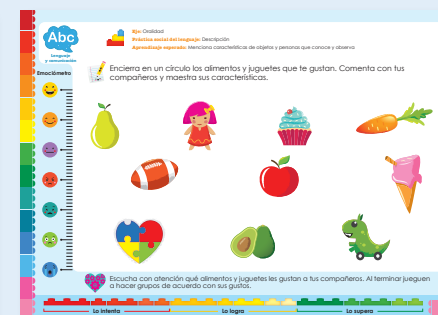 Abc
Lenguaje
y comunicación
Eje: Oralidad
Práctica social del lenguaje: Descripción
Aprendizaje esperado: Menciona características de objetos y personas que conoce y observa
Emociómetro
Encierra en un círculo los alimentos y juguetes que te gustan. Comenta con tus
compañeros y maestra sus características.
Escucha con atención qué alimentos y juguetes les gustan a tus compañeros. Al terminar jueguen
a hacer grupos de acuerdo con sus gustos.
Lo intenta
Lo logra
Lo supera